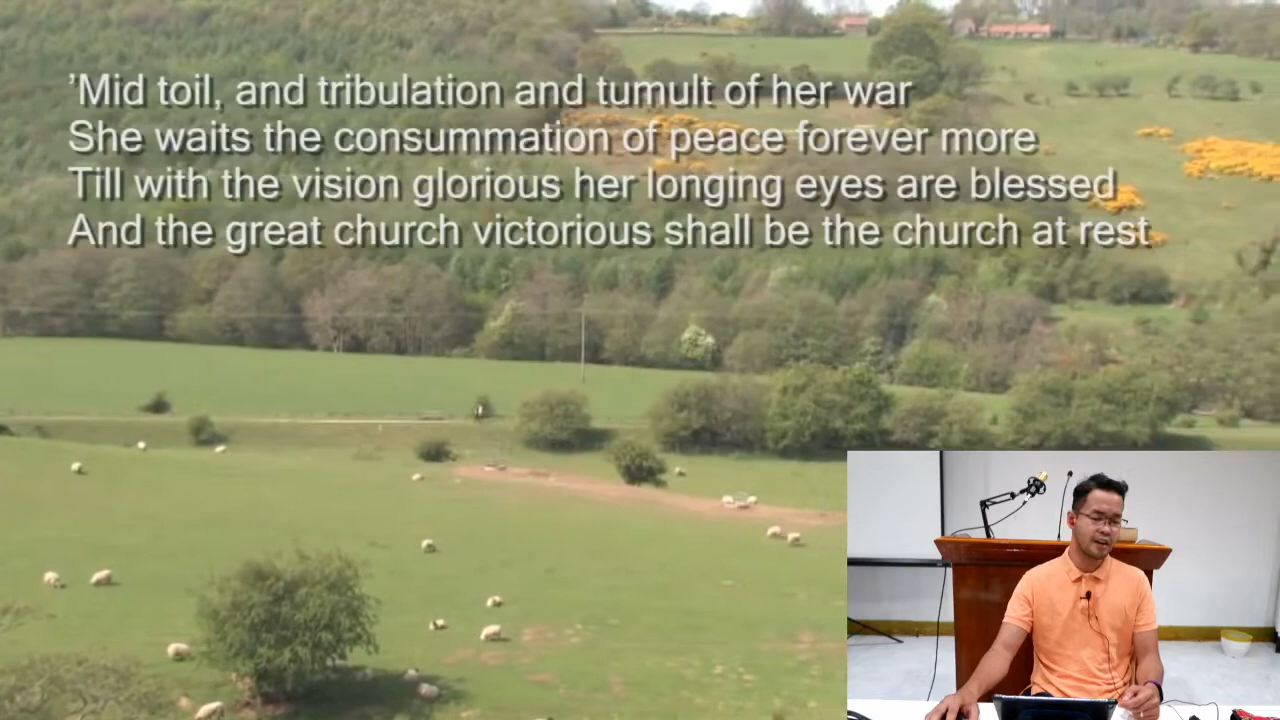 ’Mid toil, and tribulation and tumult of her war
She waits the consummation of peace forever more
Till with the vision glorious her longing eyes are blessed
And the great church victorious shall be the church at rest